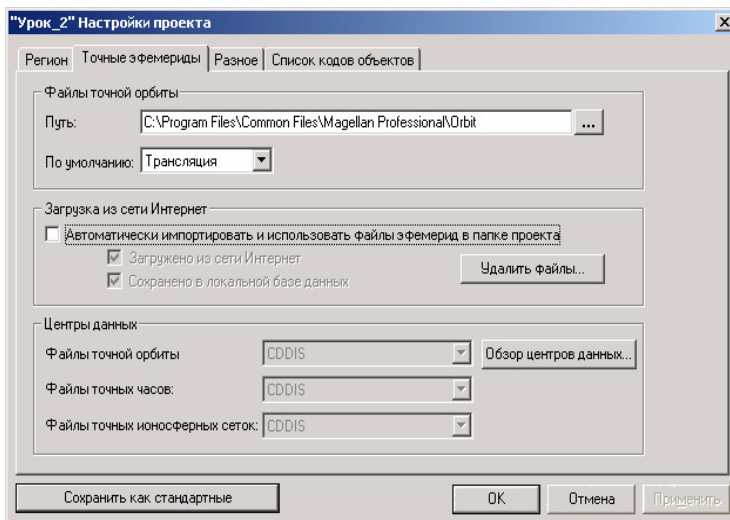 "Урок_2" Настройки проекта
Регион Точные эфемериды Разное Список кодов объектов
Файлы точной орбиты
Путь: C:\Program Files\Common Files\Magellan Professional\Orbit ...
По умолчанию: Трансляция
Загрузка из сети Интернет
Автоматически импортировать и использовать файлы эфемерид в папке проекта
Загружено из сети Интернет
Удалить файлы...
Сохранено в локальной базе данных
Центры данных
Файлы точной орбиты CDDIS Обзор центров данных...
Файлы точных часов: CDDIS
Файлы точных ионосферных сеток: CDDIS
Сохранить как стандартные OK Отмена Применить